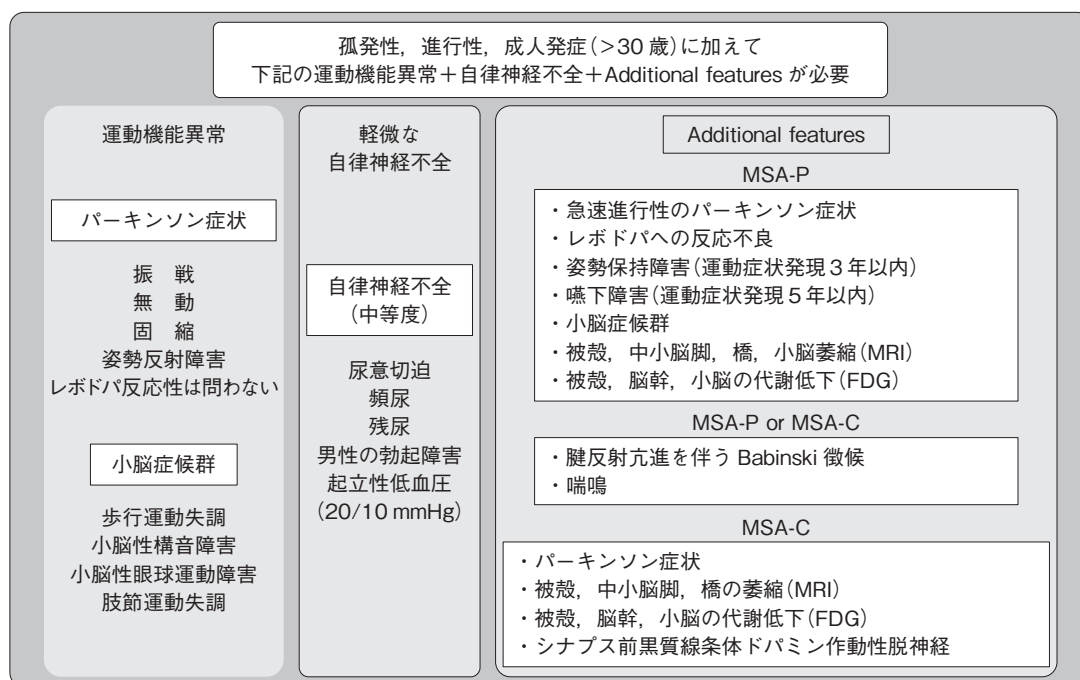 孤発性，進行性，成人発症（＞30 歳）に加えて
下記の運動機能異常＋自律神経不全＋Additional features が必要
運動機能異常
パーキンソン症状
振　戦
無　動
固　縮
姿勢反射障害
レボドパ反応性は問わない
小脳症候群
歩行運動失調
小脳性構音障害
小脳性眼球運動障害
肢節運動失調
軽微な
自律神経不全
自律神経不全
（中等度）
尿意切迫
頻尿
残尿
男性の勃起障害
起立性低血圧
（20/10 mmHg）
Additional features
MSA-P
・急速進行性のパーキンソン症状
・レボドパへの反応不良
・姿勢保持障害（運動症状発現 3 年以内）
・嚥下障害（運動症状発現 5 年以内）
・小脳症候群
・被殻，中小脳脚，橋，小脳萎縮（MRI）
・被殻，脳幹，小脳の代謝低下（FDG）
MSA-P or MSA-C
・腱反射亢進を伴う Babinski 徴候
・喘鳴
MSA-C
・パーキンソン症状
・被殻，中小脳脚，橋の萎縮（MRI）
・被殻，脳幹，小脳の代謝低下（FDG）
・シナプス前黒質線条体ドパミン作動性脱神経